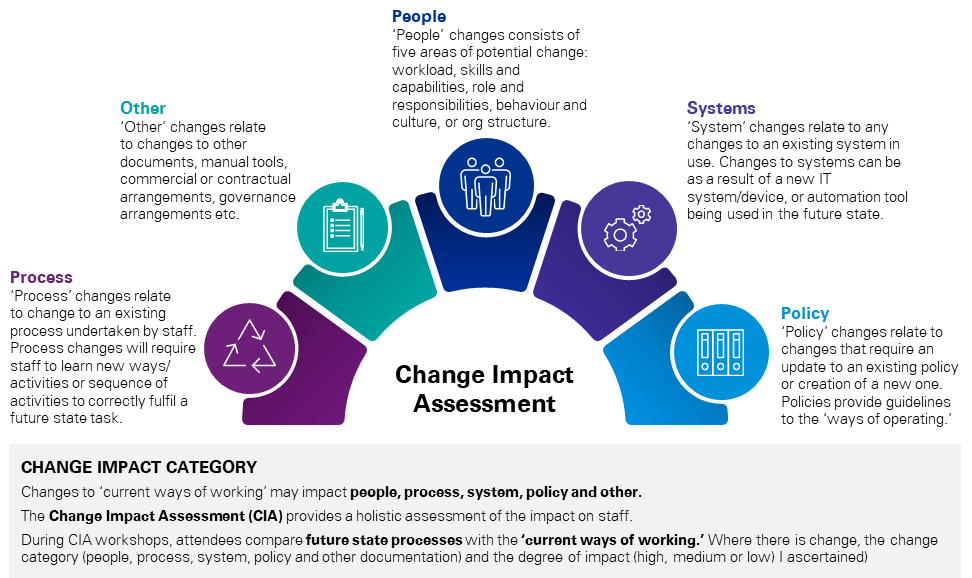 People
‘People’ changes consists of
five areas of potential change:
workload, skills and
capabilities, role and
responsibilities, behaviour and
culture, or org structure.
Other
‘Other’ changes relate
to changes to other
documents, manual tools,
commercial or contractual
arrangements, governance
arrangements etc.
Systems
‘System’ changes relate to any
changes to an existing system in
use. Changes to systems can be
as a result of a new IT
system/device, or automation tool
being used in the future state.
Process
‘Process’ changes relate
to change to an existing
process undertaken by staff.
Process changes will require
staff to learn new ways/
activities or sequence of
activities to correctly fulfil a
future state task.
Policy
‘Policy’ changes relate to
changes that require an
update to an existing policy
or creation of a new one.
Policies provide guidelines
to the ‘ways of operating.’
Change Impact
Assessment
CHANGE IMPACT CATEGORY
Changes to ‘current ways of working’ may impact people, process, system, policy and other.
The Change Impact Assessment (CIA) provides a holistic assessment of the impact on staff.
During CIA workshops, attendees compare future state processes with the ‘current ways of working.’ Where there is change, the change
category (people, process, system, policy and other documentation) and the degree of impact (high, medium or low) I ascertained)